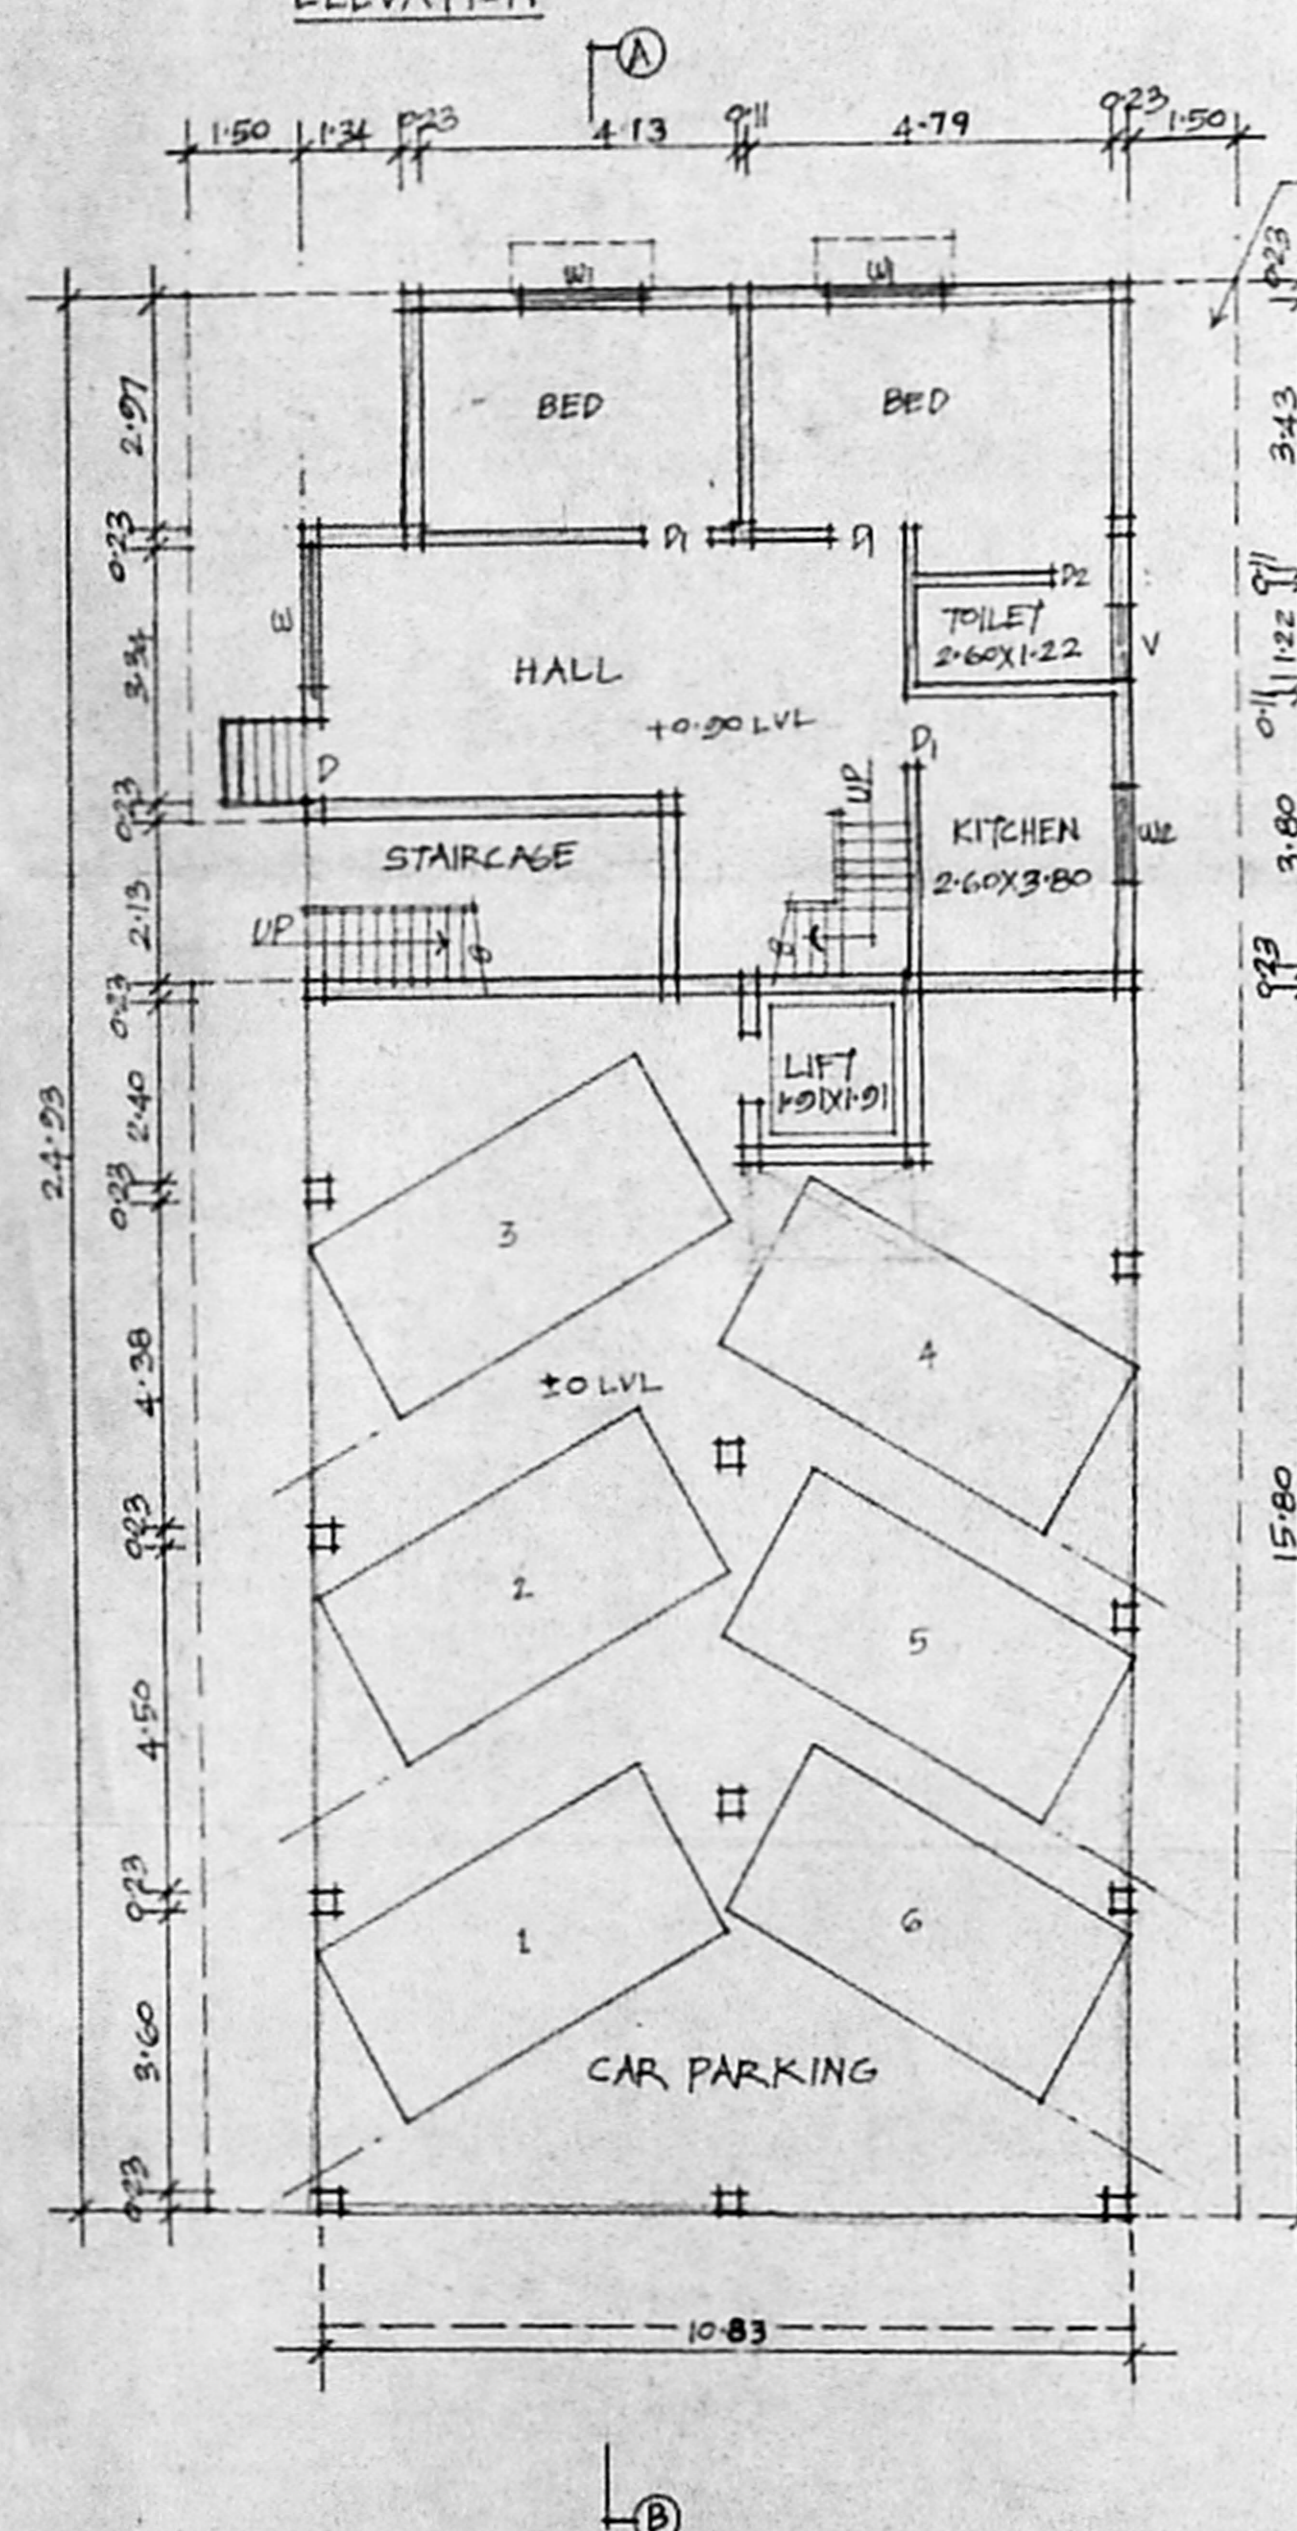 ELEVATION
A
1.50 1.34 0.23 4.13 0.11 4.79 0.23 1.50
W1 W1
0.23
2.97
BED BED
3.43
0.23
D1 D1
D2
0.11
E
TOILET
2.60X1.22
V
1.22
3.34
HALL
+0.90 LVL
0.11
D1
D
UP
0.23
STAIRCASE
KITCHEN
2.60X3.80
W2
3.80
2.13
UP
0.23
0.23
LIFT
1.91X1.91
2.40
24.93
0.23
3
4
4.38
±0 LVL
15.80
0.23
2
5
4.50
0.23
1
6
3.60
CAR PARKING
0.23
10.83
B